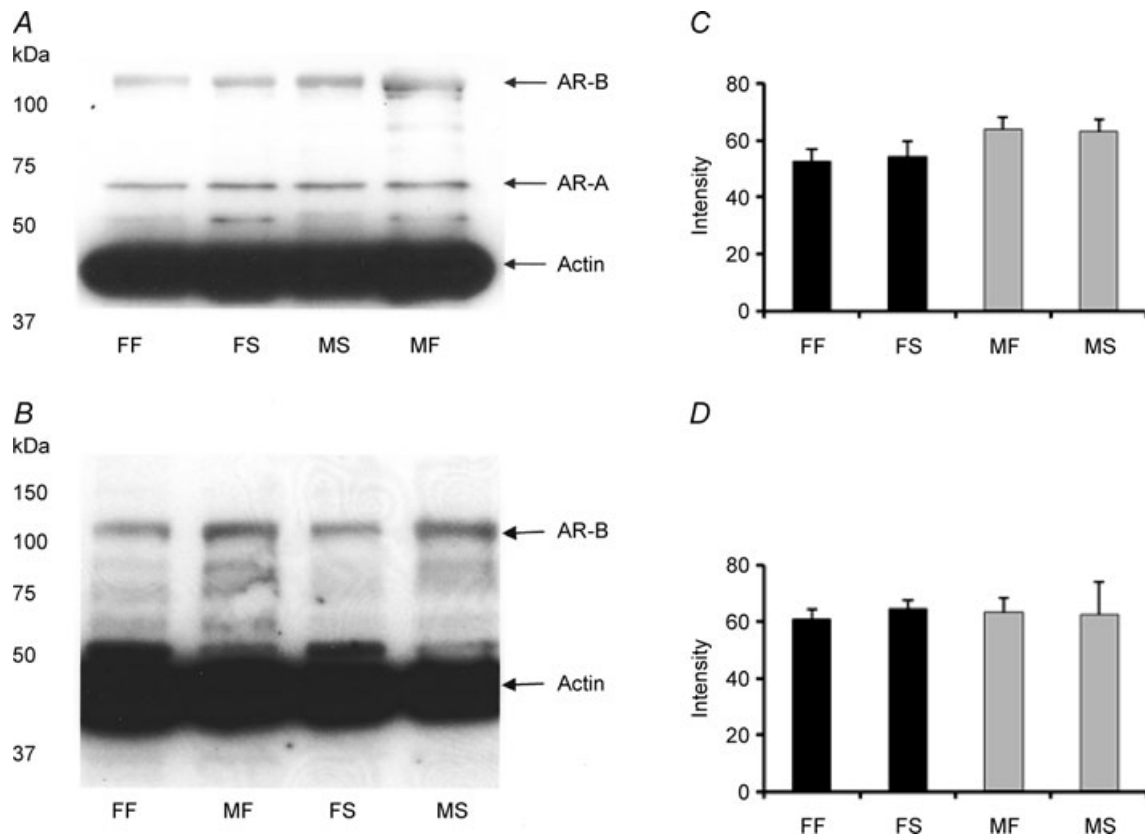 A
kDa
100
75
50
37
AR-B
AR-A
Actin
FF FS MS MF
B
kDa
150
100
75
50
37
AR-B
Actin
FF MF FS MS
C
Intensity
80
60
40
20
0
FF FS MF MS
D
Intensity
80
60
40
20
0
FF FS MF MS